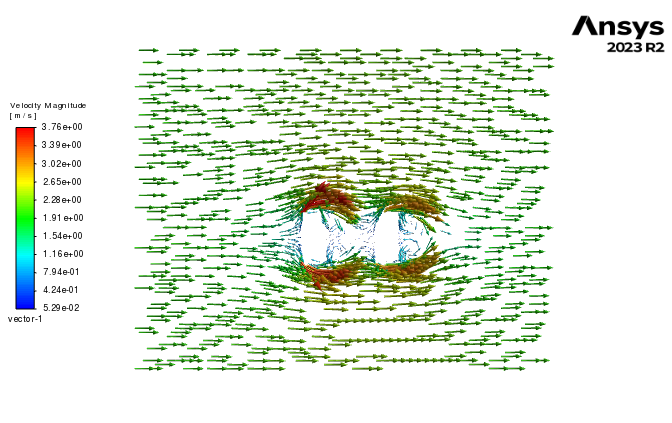 Ansys
2023 R2
Velocity Magnitude
[ m / s ]
3.76e+00
3.39e+00
3.02e+00
2.65e+00
2.28e+00
1.91e+00
1.54e+00
1.16e+00
7.94e-01
4.24e-01
5.29e-02
vector-1